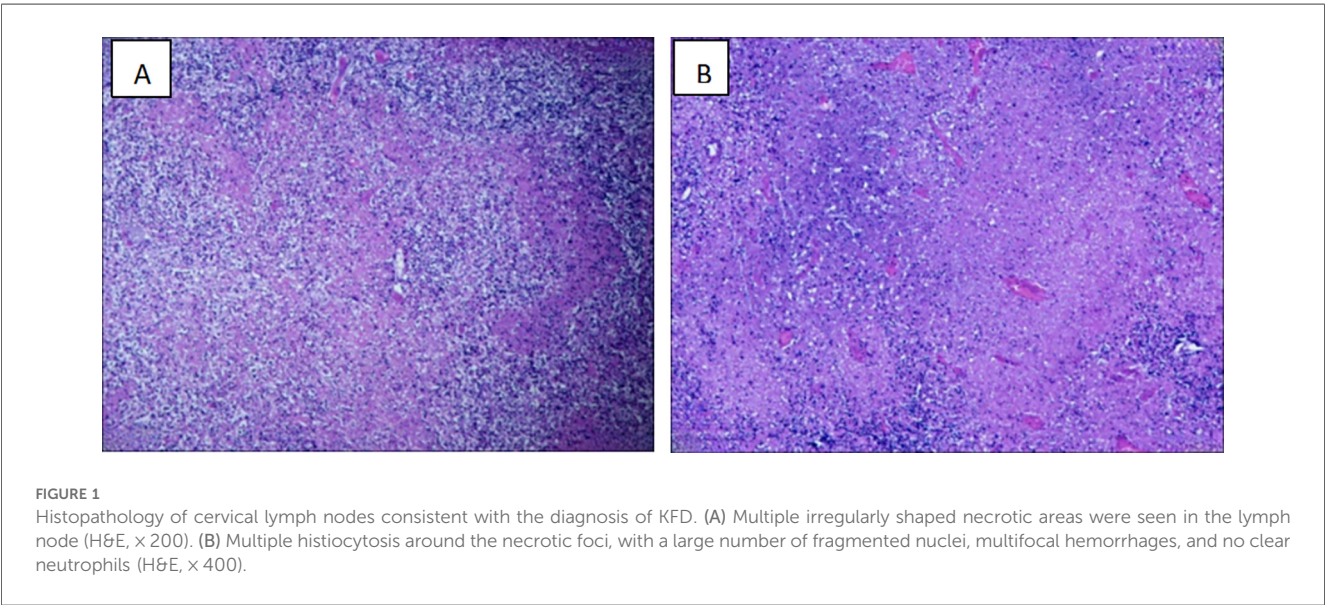 A
B
FIGURE 1
Histopathology of cervical lymph nodes consistent with the diagnosis of KFD. (A) Multiple irregularly shaped necrotic areas were seen in the lymph
node (H&E, × 200). (B) Multiple histiocytosis around the necrotic foci, with a large number of fragmented nuclei, multifocal hemorrhages, and no clear
neutrophils (H&E, × 400).